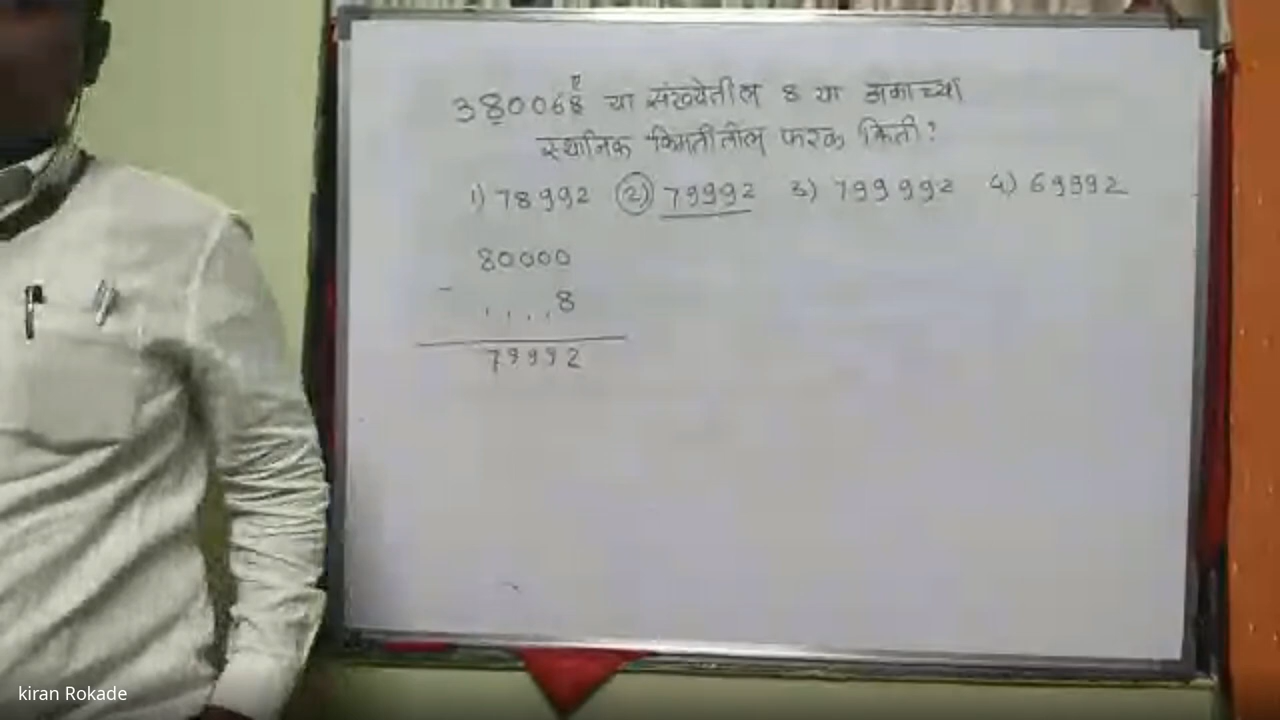 380068 या संख्येतील 8 या अंकाच्या
स्थानिक किमतीतील फरक किती?
1) 78992 2) 79992 3) 799992 4) 69992
80000
- 8
79992
kiran Rokade